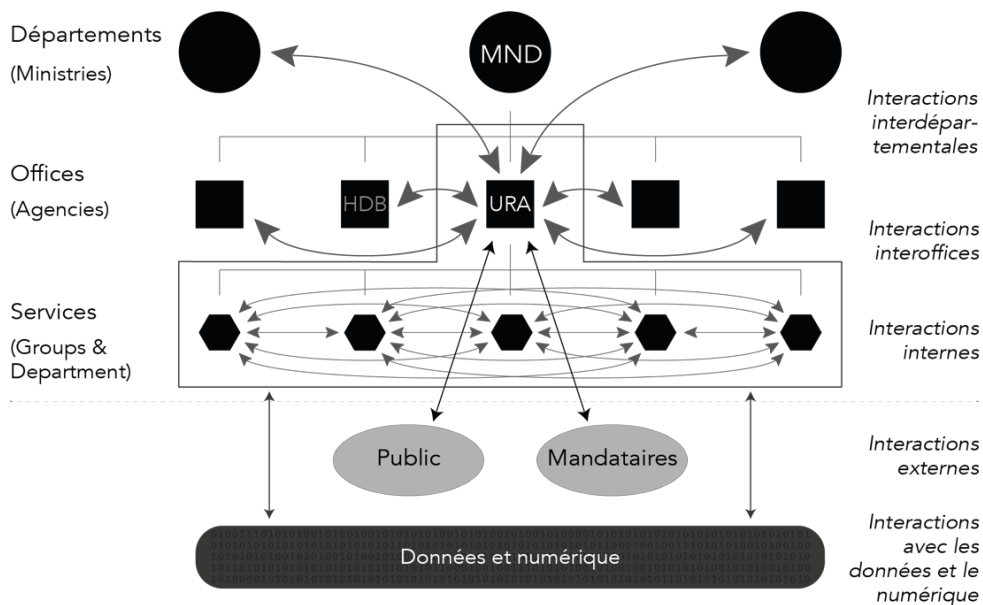 Départements
(Ministries)
MND
Interactions
interdépar-
tementales
Offices
(Agencies)
HDB
URA
Interactions
interoffices
Services
(Groups &
Department)
Interactions
internes
Public
Mandataires
Interactions
externes
Données et numérique
Interactions
avec les
données et le
numérique